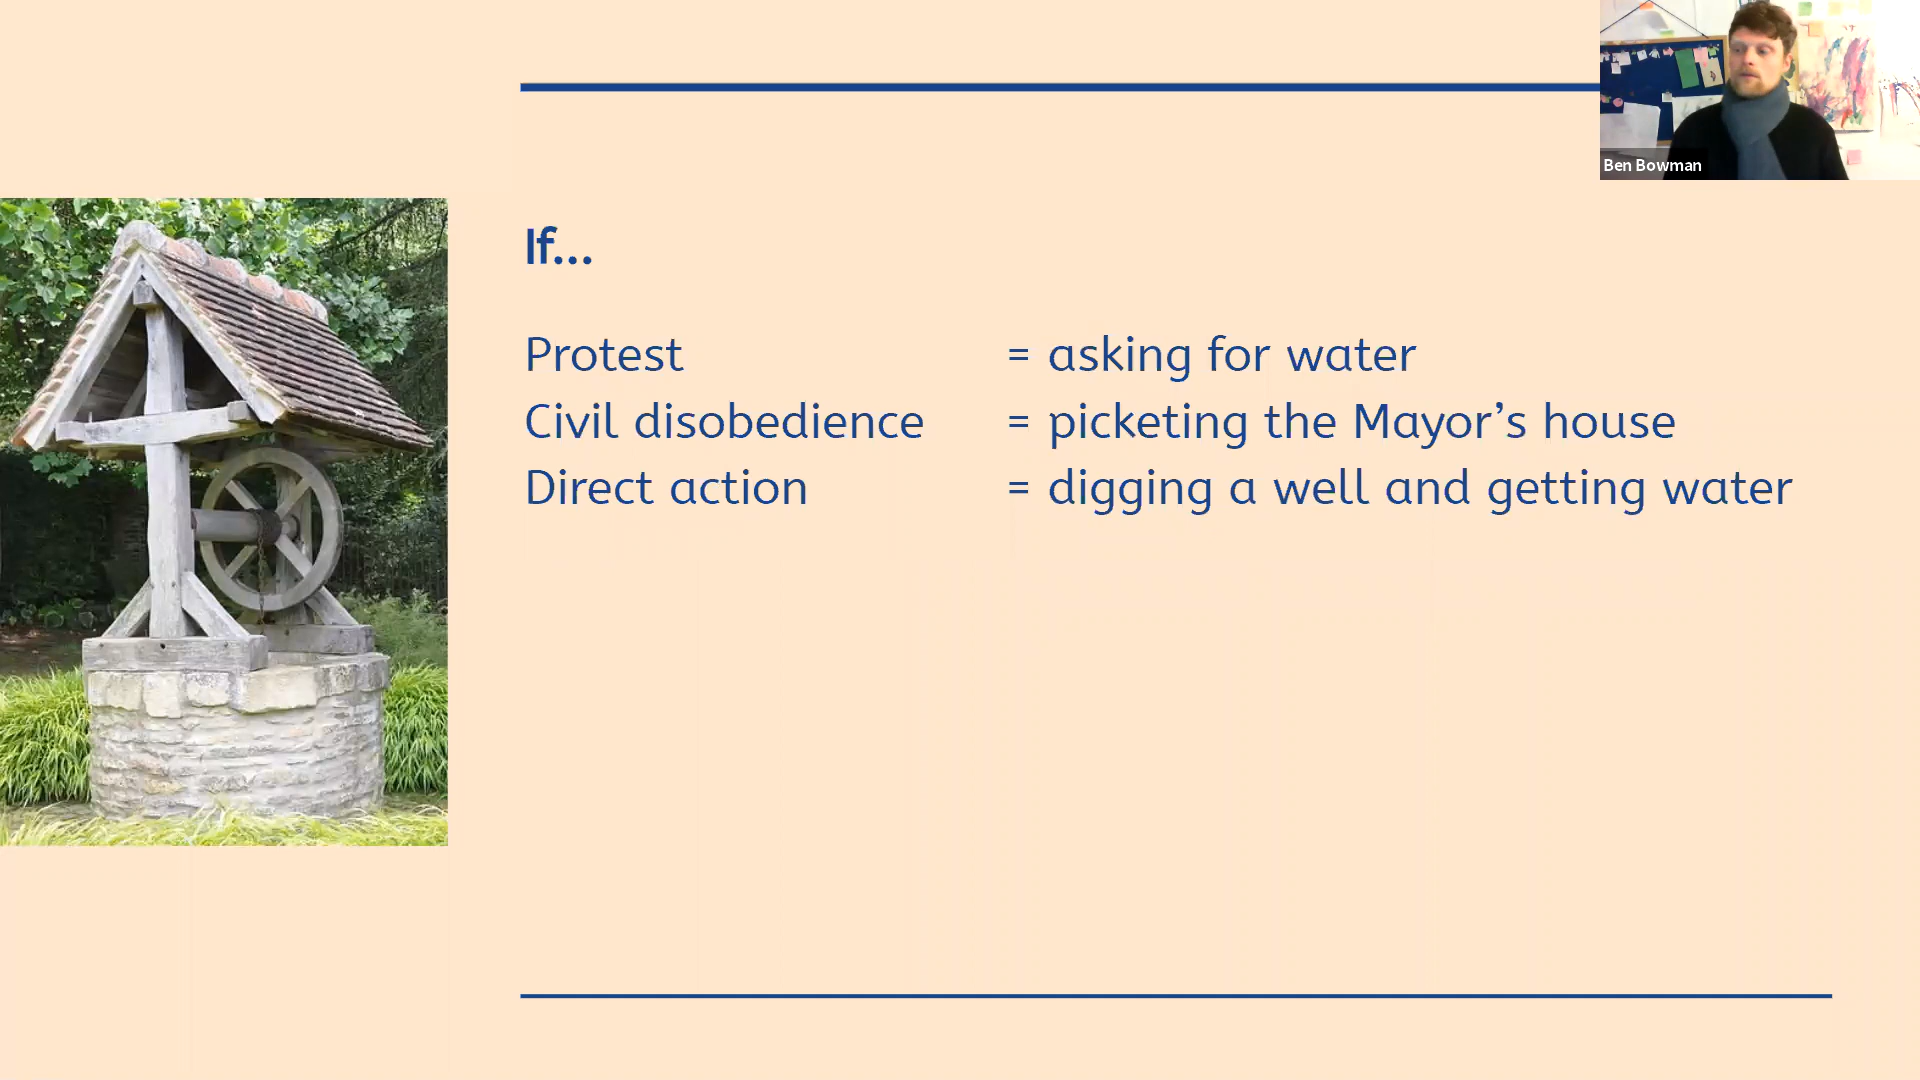 If...
Protest = asking for water
Civil disobedience = picketing the Mayor’s house
Direct action = digging a well and getting water
Ben Bowman